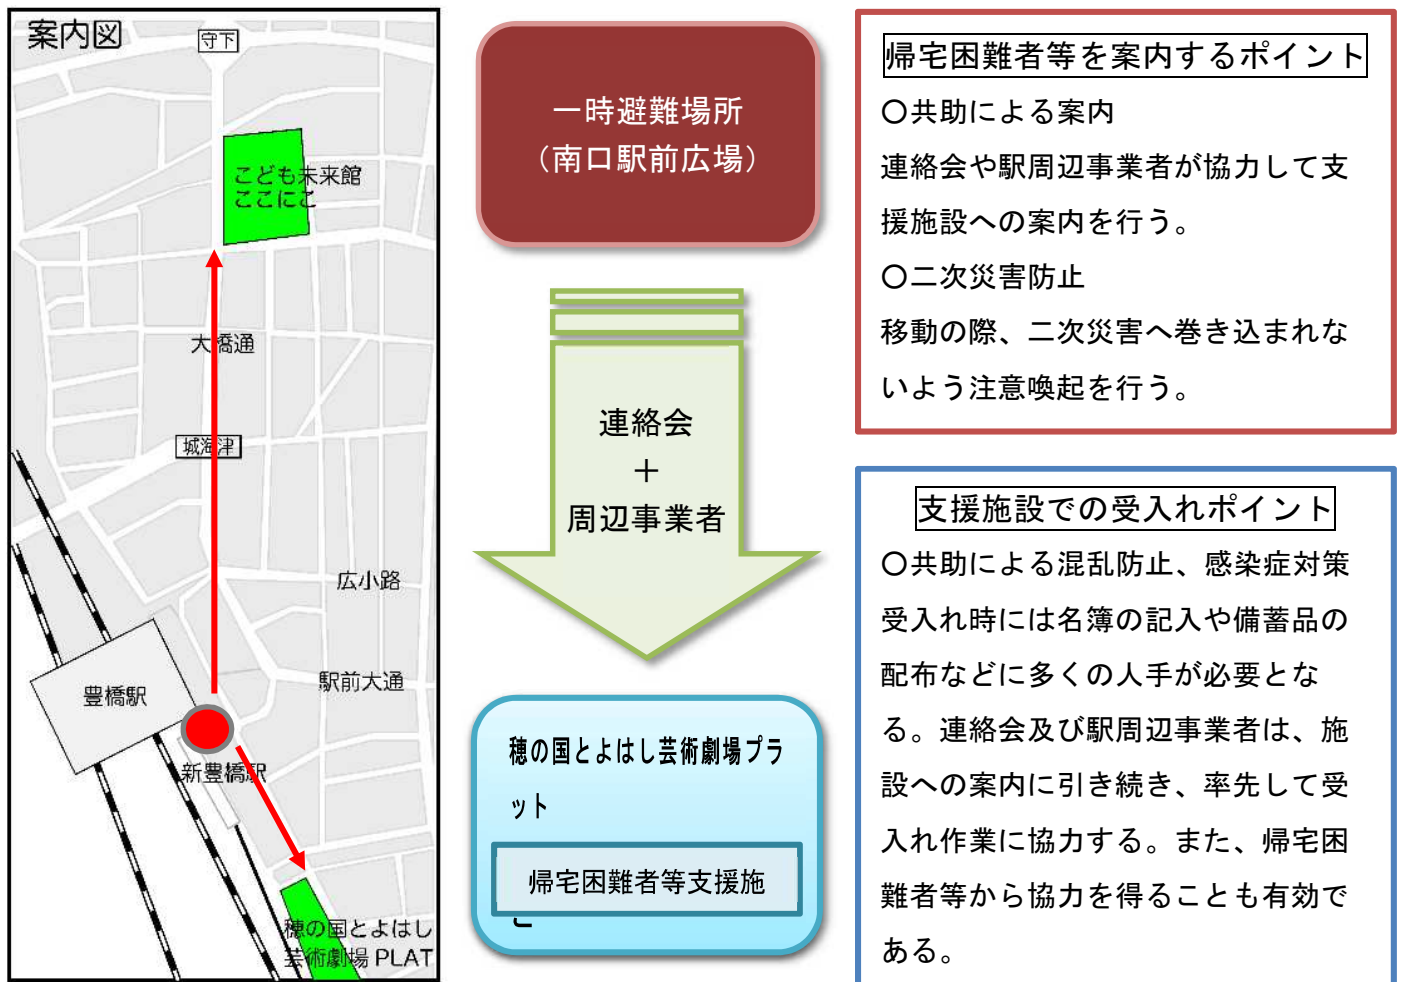 案内図
守下
こども未来館
ここにこ
大橋通
城海津
広小路
駅前大通
豊橋駅
新豊橋駅
穂の国とよはし
芸術劇場 PLAT
一時避難場所
（南口駅前広場）
連絡会
＋
周辺事業者
穂の国とよはし芸術劇場プラ
ット
帰宅困難者等支援施
帰宅困難者等を案内するポイント
〇共助による案内
連絡会や駅周辺事業者が協力して支
援施設への案内を行う。
〇二次災害防止
移動の際、二次災害へ巻き込まれな
いよう注意喚起を行う。
支援施設での受入れポイント
〇共助による混乱防止、感染症対策
受入れ時には名簿の記入や備蓄品の
配布などに多くの人手が必要とな
る。連絡会及び駅周辺事業者は、施
設への案内に引き続き、率先して受
入れ作業に協力する。また、帰宅困
難者等から協力を得ることも有効で
ある。